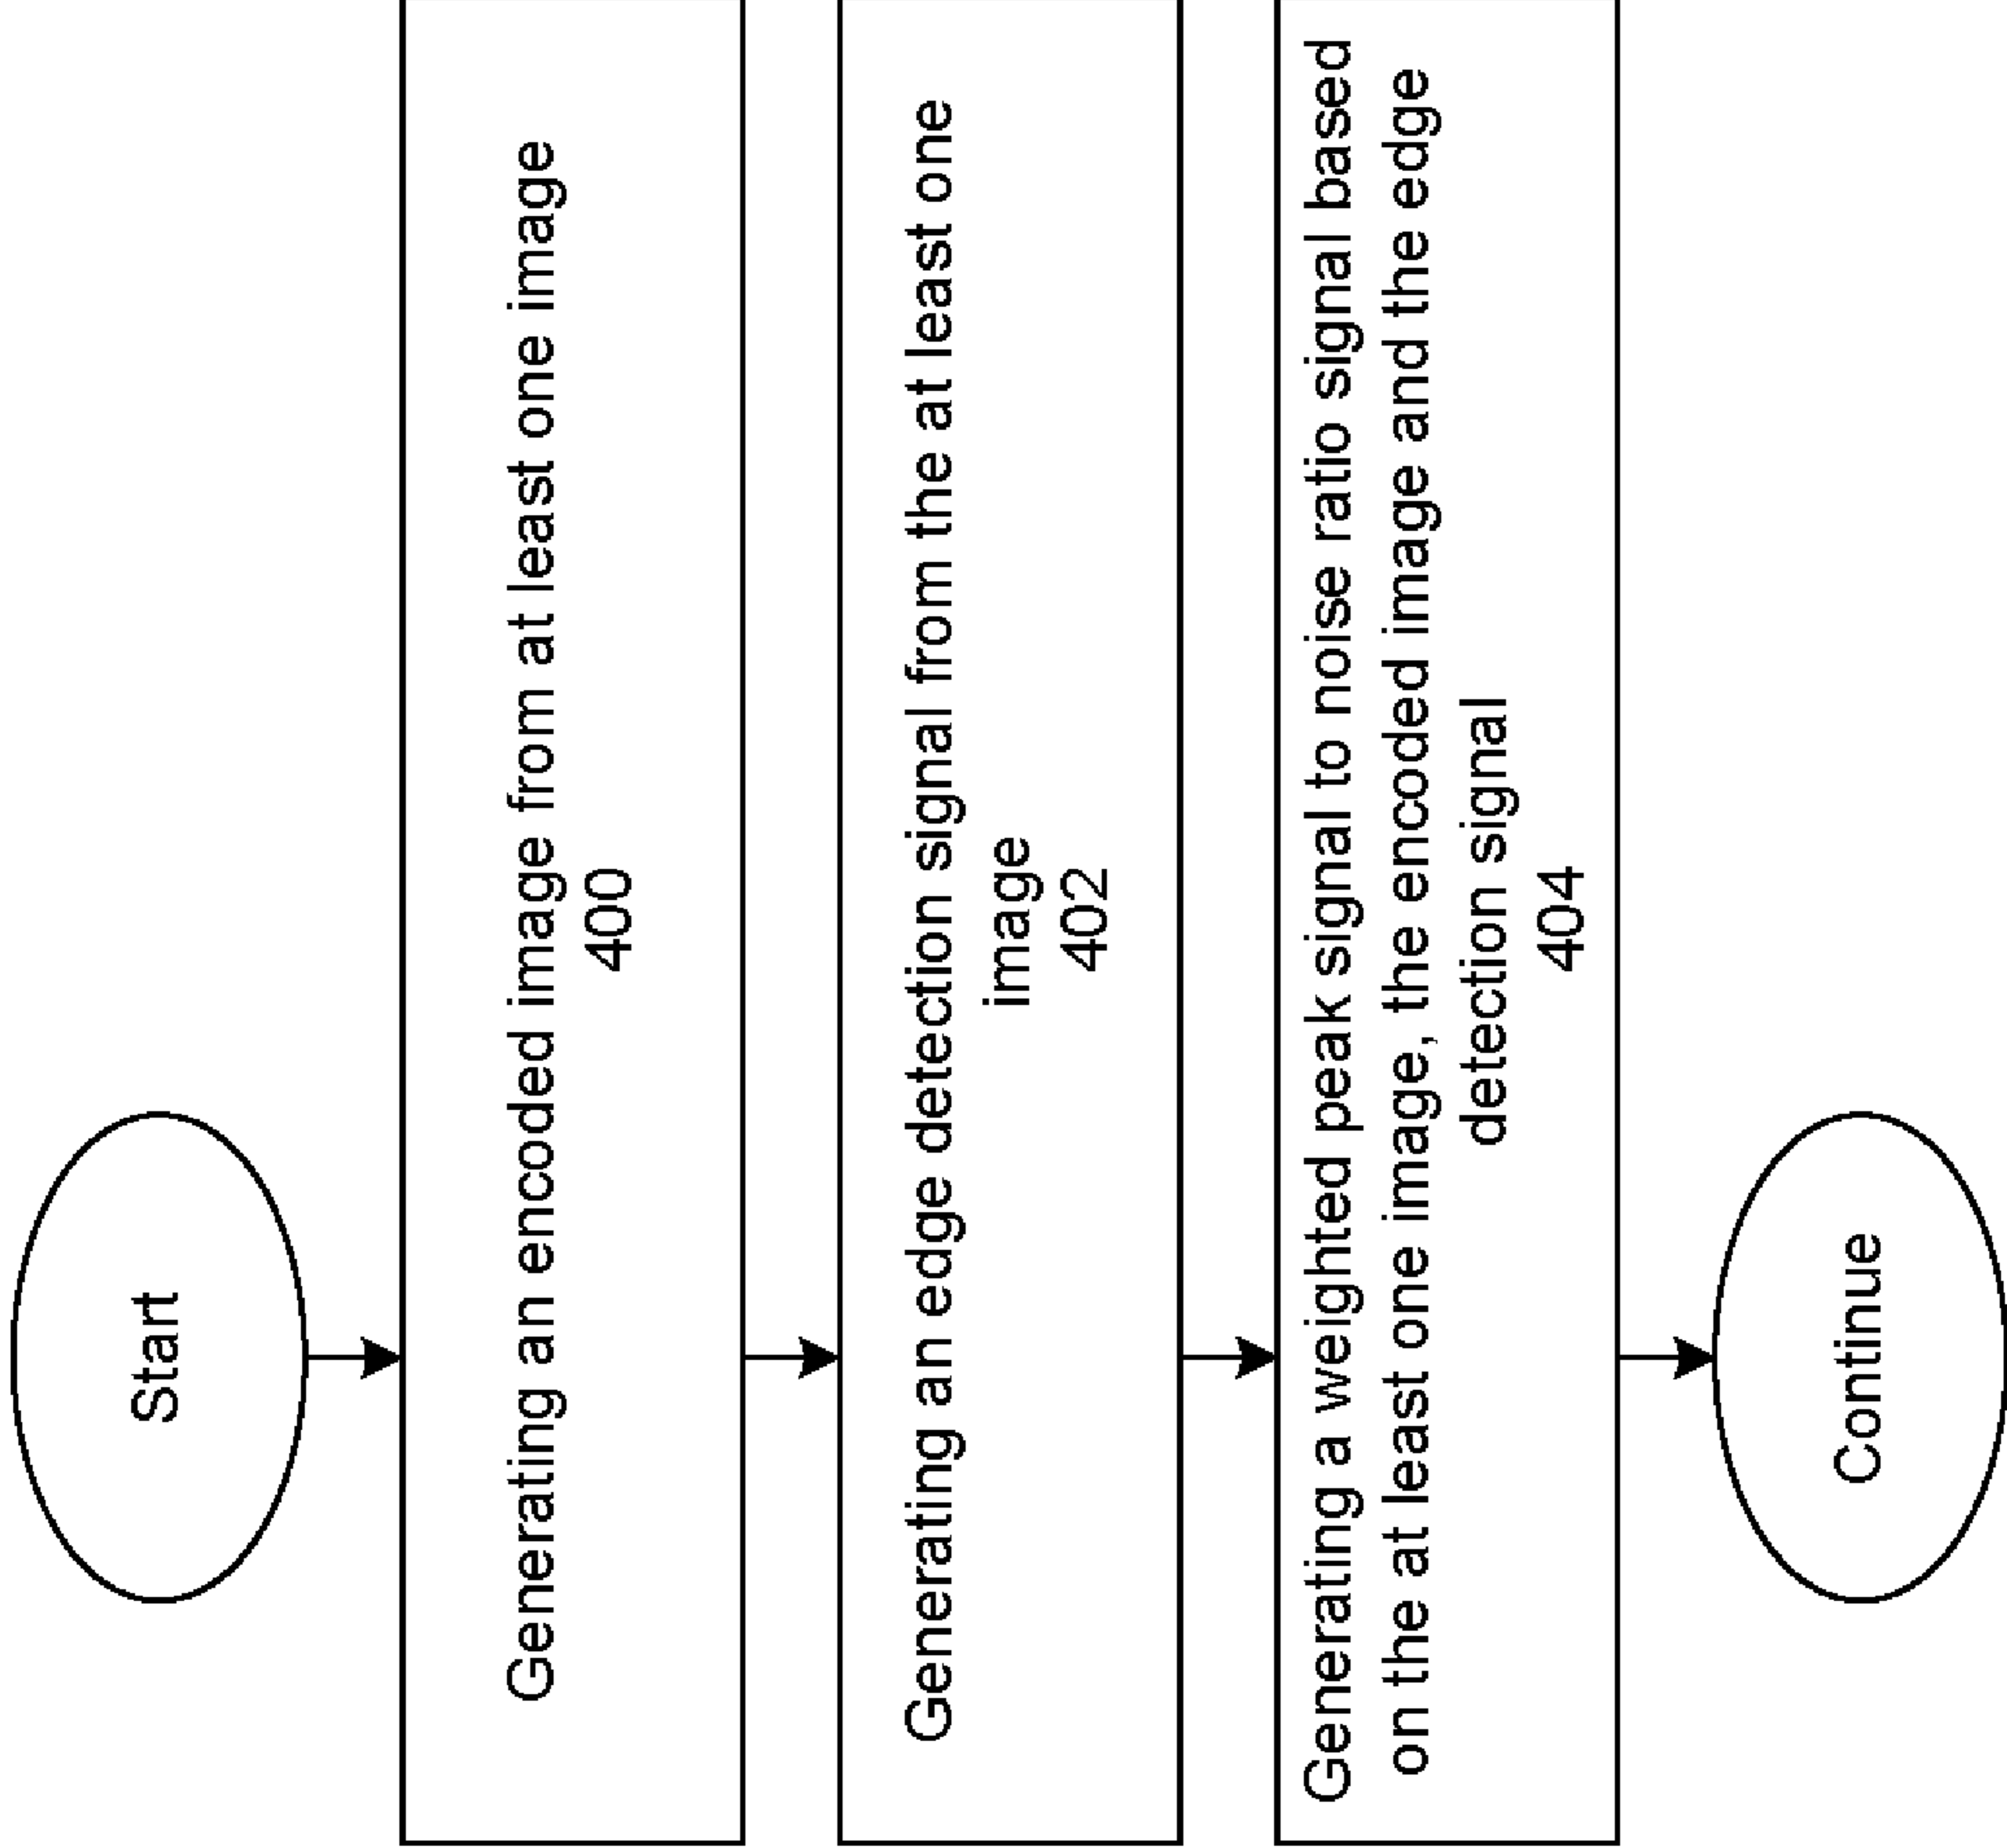 Start
Generating an encoded image from at least one image
400
Generating an edge detection signal from the at least one
image
402
Generating a weighted peak signal to noise ratio signal based
on the at least one image, the encoded image and the edge
detection signal
404
Continue